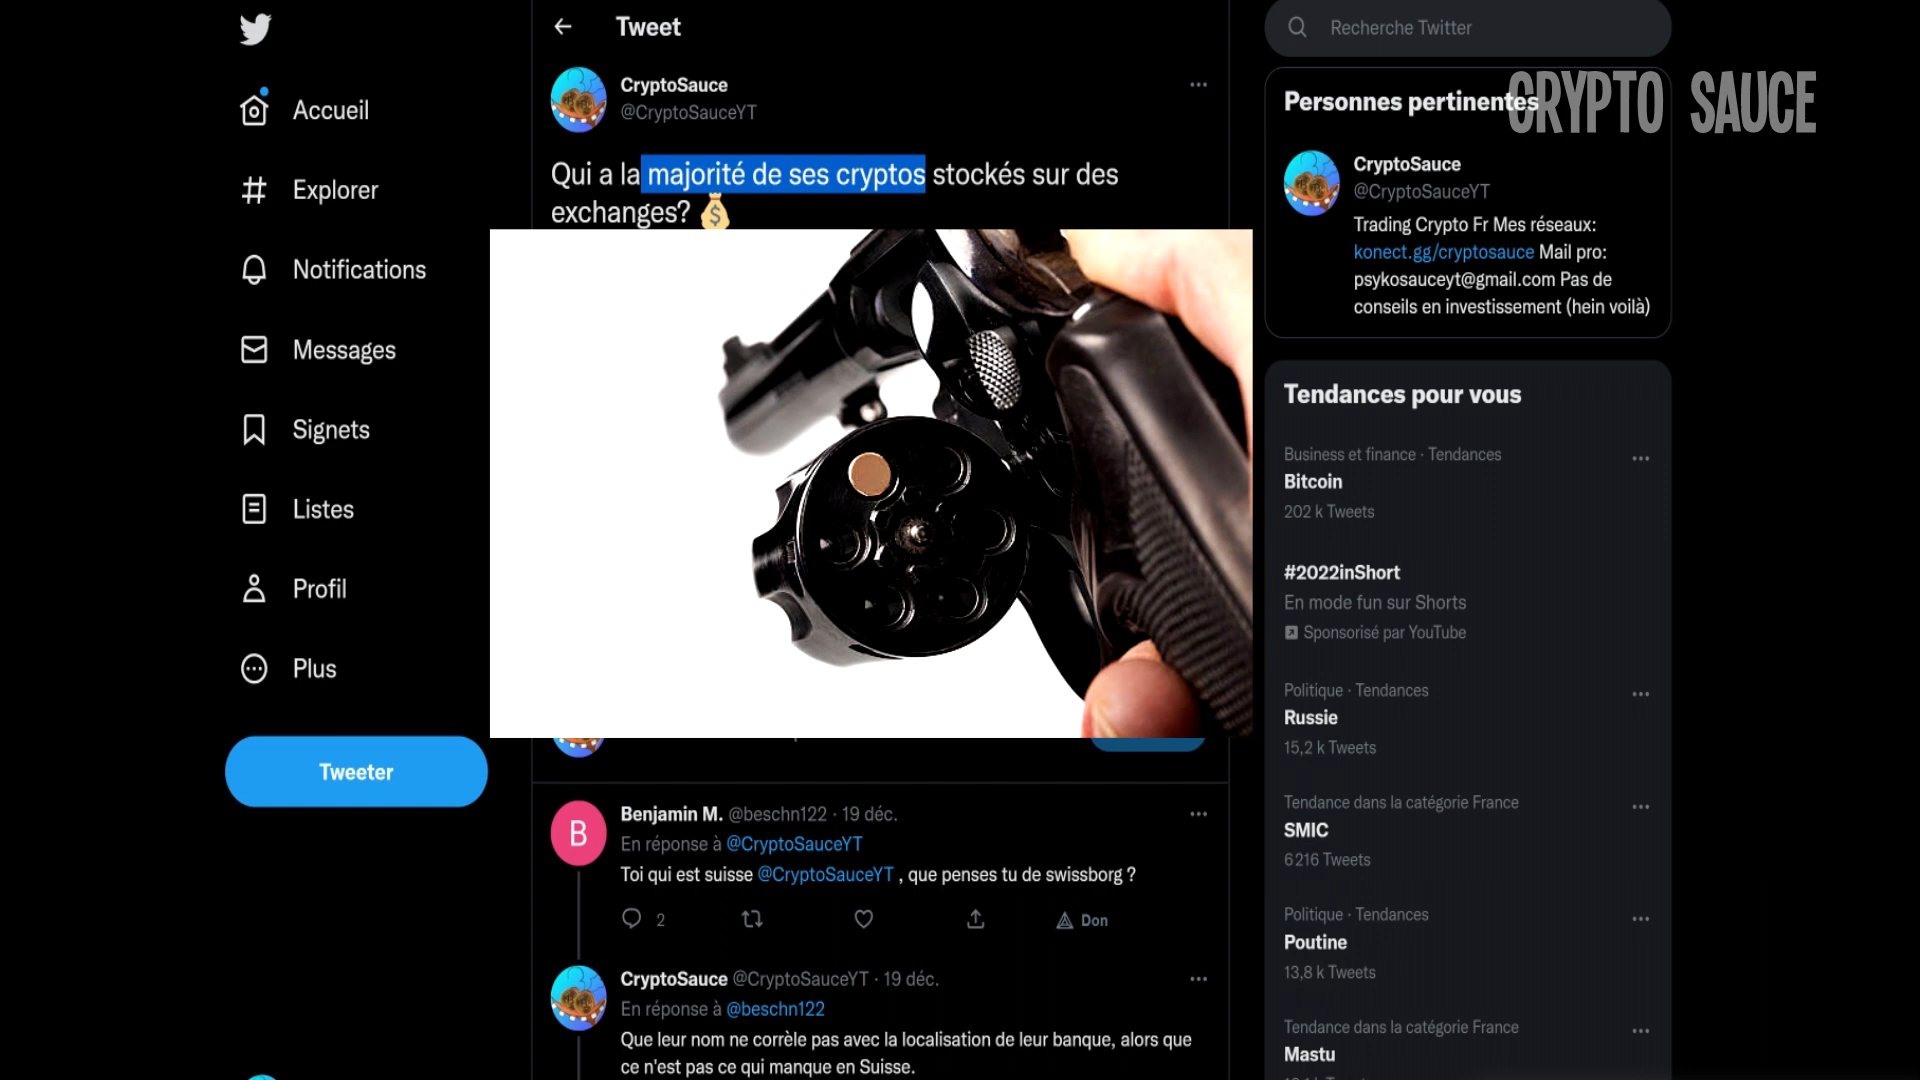 Tweet
Recherche Twitter
CRYPTO SAUCE
Accueil
Explorer
Notifications
Messages
Signets
Listes
Profil
Plus
Tweeter
CryptoSauce
@CryptoSauceYT
Qui a la majorité de ses cryptos stockés sur des
exchanges?
Benjamin M. @beschn122 · 19 déc.
En réponse à @CryptoSauceYT
Toi qui est suisse @CryptoSauceYT , que penses tu de swissborg ?
2
Don
CryptoSauce @CryptoSauceYT · 19 déc.
En réponse à @beschn122
Que leur nom ne corrèle pas avec la localisation de leur banque, alors que
ce n'est pas ce qui manque en Suisse.
B
Personnes pertinentes
CryptoSauce
@CryptoSauceYT
Trading Crypto Fr Mes réseaux:
konect.gg/cryptosauce Mail pro:
psykosauceyt@gmail.com Pas de
conseils en investissement (hein voilà)
Tendances pour vous
Business et finance · Tendances
Bitcoin
202 k Tweets
#2022inShort
En mode fun sur Shorts
Sponsorisé par YouTube
Politique · Tendances
Russie
15,2 k Tweets
Tendance dans la catégorie France
SMIC
6 216 Tweets
Politique · Tendances
Poutine
13,8 k Tweets
Tendance dans la catégorie France
Mastu